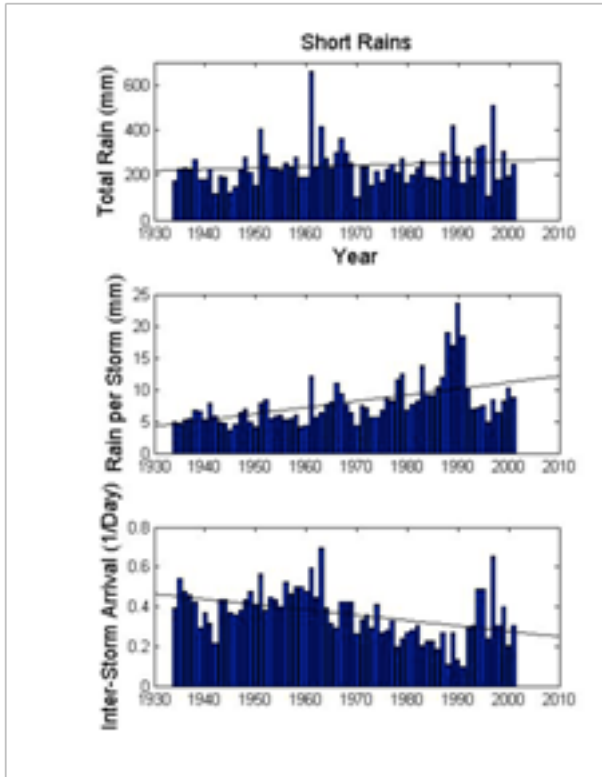 Short Rains
Total Rain (mm)
600
400
200
0
1930 1940 1950 1960 1970 1980 1990 2000 2010
Year
Rain per Storm (mm)
25
20
15
10
5
0
1930 1940 1950 1960 1970 1980 1990 2000 2010
Inter-Storm Arrival (1/Day)
0.8
0.6
0.4
0.2
0
1930 1940 1950 1960 1970 1980 1990 2000 2010